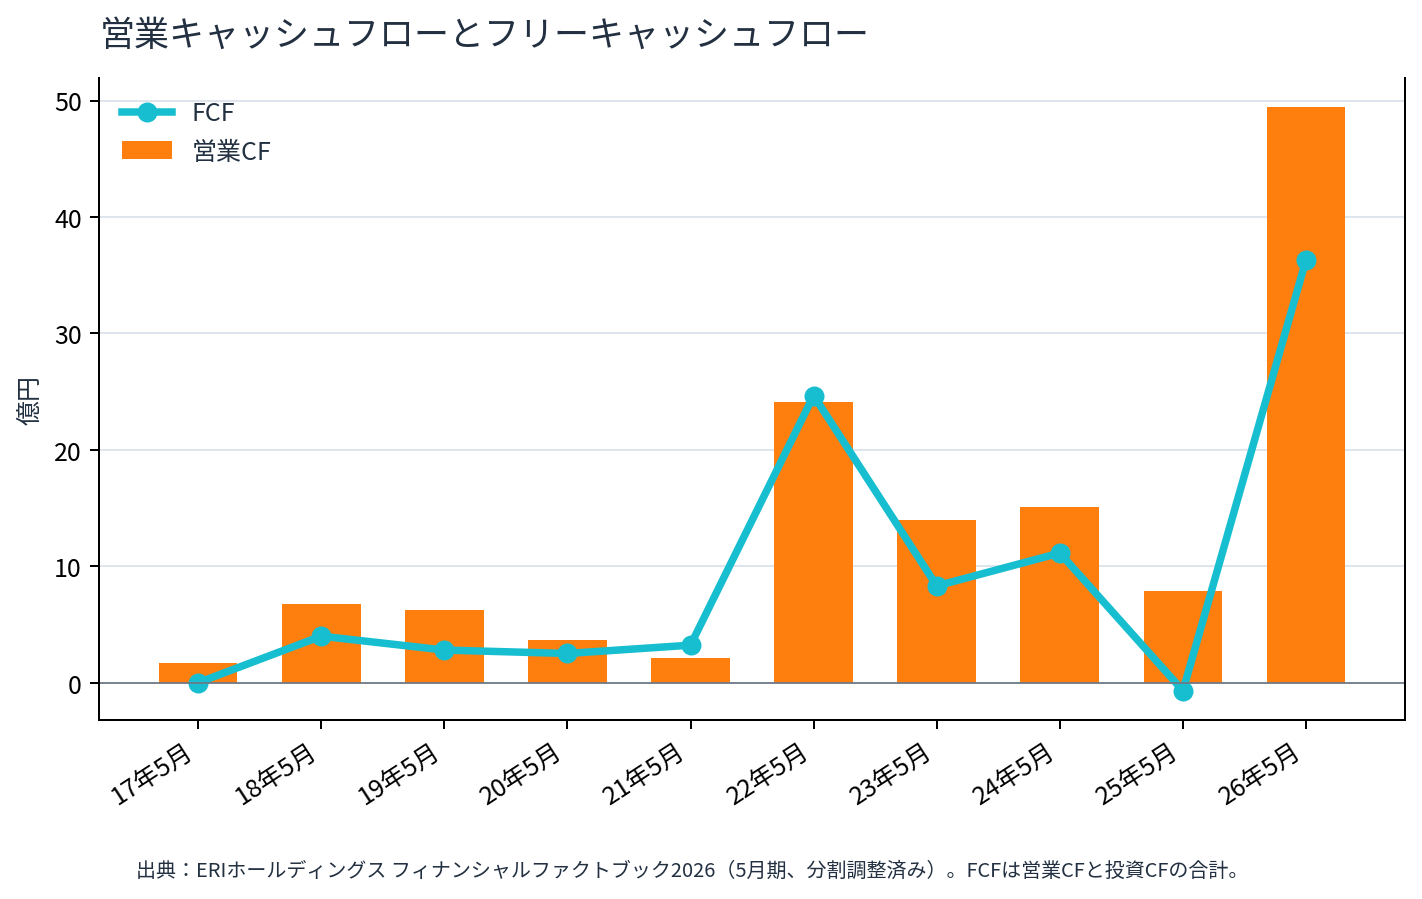 営業キャッシュフローとフリーキャッシュフロー
FCF
営業CF
億円
50
40
30
20
10
0
17年5月
18年5月
19年5月
20年5月
21年5月
22年5月
23年5月
24年5月
25年5月
26年5月
出典：ERIホールディングス フィナンシャルファクトブック2026（5月期、分割調整済み）。FCFは営業CFと投資CFの合計。